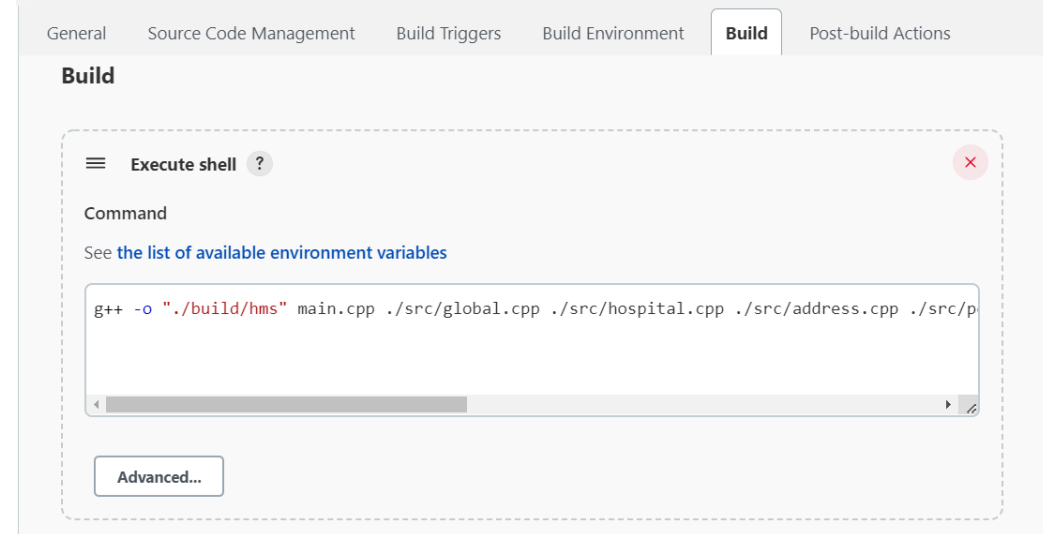 General Source Code Management Build Triggers Build Environment Build Post-build Actions
Build
Execute shell ?
Command
See the list of available environment variables
g++ -o "./build/hms" main.cpp ./src/global.cpp ./src/hospital.cpp ./src/address.cpp ./src/p
Advanced...